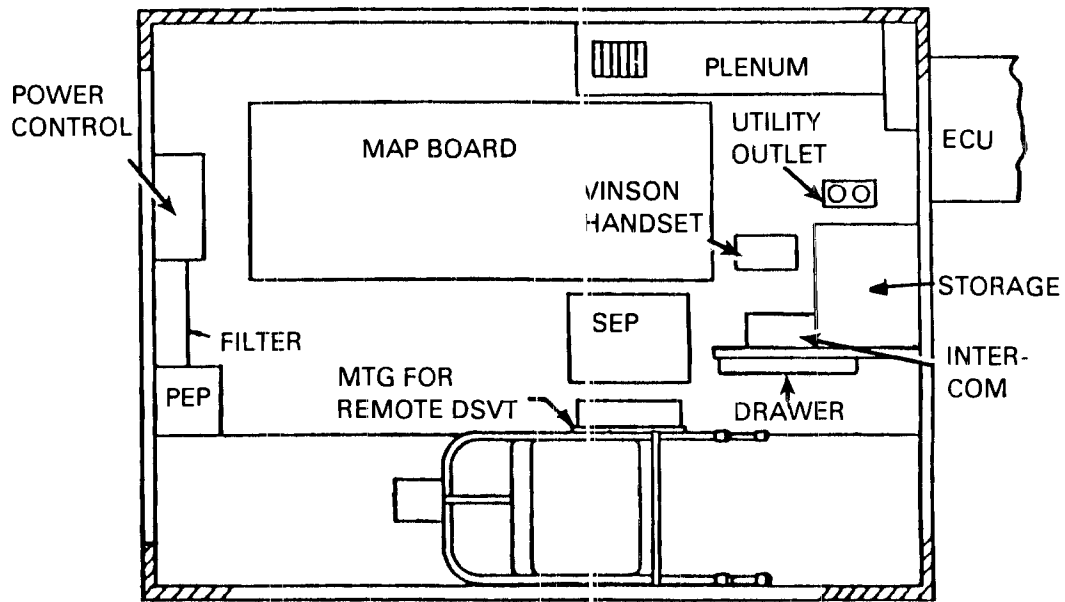 PLENUM
POWER
CONTROL
MAP BOARD
UTILITY
OUTLET
ECU
VINSON
HANDSET
STORAGE
SEP
FILTER
INTER-
COM
MTG FOR
REMOTE DSVT
PEP
DRAWER